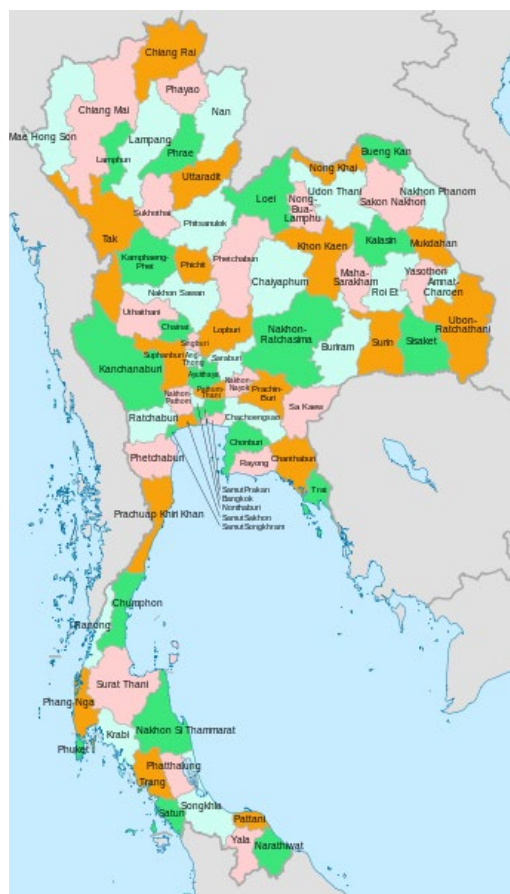 Chiang Rai
Phayao
Chiang Mai
Nan
Mae Hong Son
Lampang
Lamphun
Phrae
Bueng Kan
Nong Khai
Uttaradit
Loei
Nong-
Bua-
Lamphu
Udon Thani
Sakon Nakhon
Nakhon Phanom
Sukhothai
Phitsanulok
Tak
Khon Kaen
Kalasin
Mukdahan
Kamphaeng-
Phet
Phichit
Phetchabun
Chaiyaphum
Maha-
Sarakham
Roi Et
Yasothon
Amnat-
Charoen
Nakhon Sawan
Uthaithani
Chainat
Lopburi
Nakhon-
Ratchasima
Buriram
Surin
Sisaket
Ubon-
Ratchathani
Singburi
Suphanburi
Ang-
Thong
Saraburi
Kanchanaburi
Ayutthaya
Nakhon-
Nayok
Pathum-
Thani
Prachin-
Buri
Nakhon-
Pathom
Sa Kaew
Ratchaburi
Chachoengsao
Chonburi
Phetchaburi
Rayong
Chanthaburi
Trat
Samut Prakan
Bangkok
Nonthaburi
Samut Sakhon
Samut Songkhram
Prachuap Khiri Khan
Chumphon
Ranong
Surat Thani
Phang Nga
Krabi
Nakhon Si Thammarat
Phuket
Phatthalung
Trang
Satun
Songkhla
Pattani
Yala
Narathiwat